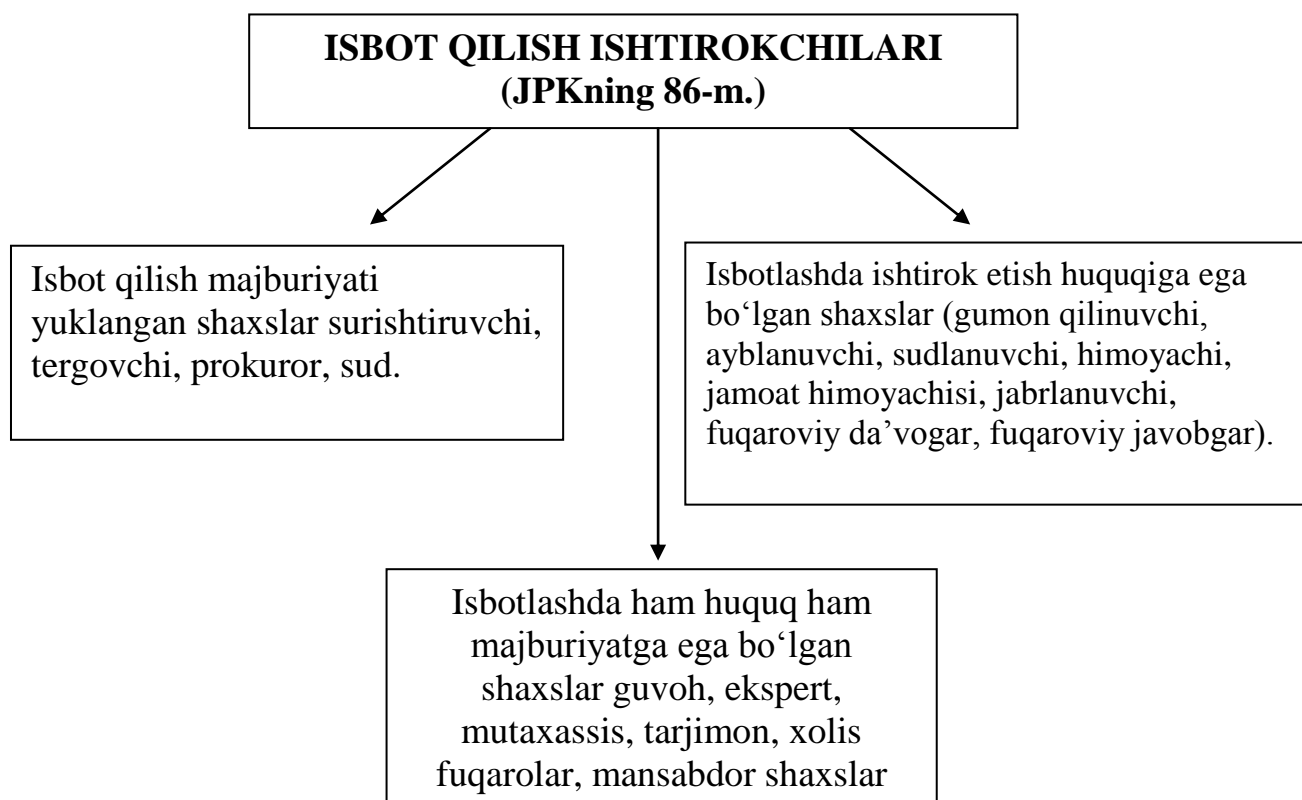 ISBOT QILISH ISHTIROKCHILARI
(JPKning 86-m.)
Isbot qilish majburiyati
yuklangan shaxslar surishtiruvchi,
tergovchi, prokuror, sud.
Isbotlashda ishtirok etish huquqiga ega
bo‘lgan shaxslar (gumon qilinuvchi,
ayblanuvchi, sudlanuvchi, himoyachi,
jamoat himoyachisi, jabrlanuvchi,
fuqaroviy da’vogar, fuqaroviy javobgar).
Isbotlashda ham huquq ham
majburiyatga ega bo‘lgan
shaxslar guvoh, ekspert,
mutaxassis, tarjimon, xolis
fuqarolar, mansabdor shaxslar